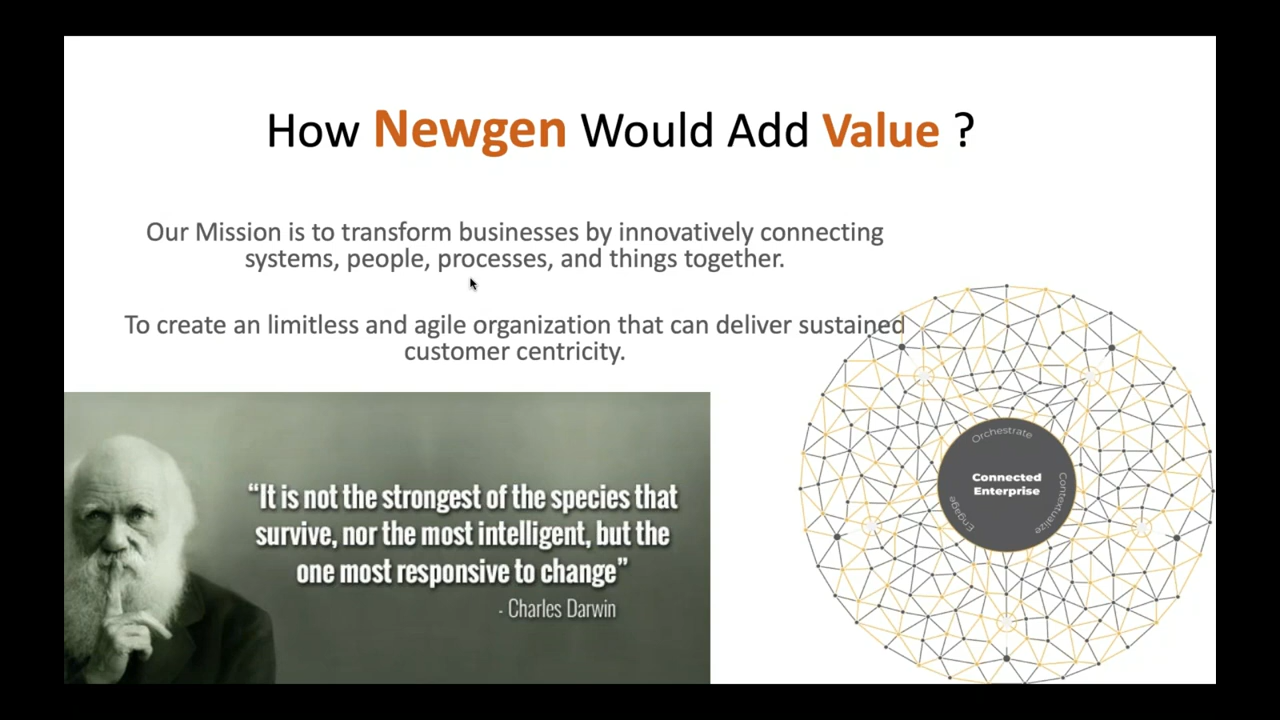 How Newgen Would Add Value ?
Our Mission is to transform businesses by innovatively connecting
systems, people, processes, and things together.
To create an limitless and agile organization that can deliver sustained
customer centricity.
“It is not the strongest of the species that
survive, nor the most intelligent, but the
one most responsive to change”
- Charles Darwin
Orchestrate
Connected
Enterprise
Contextualize
Engage